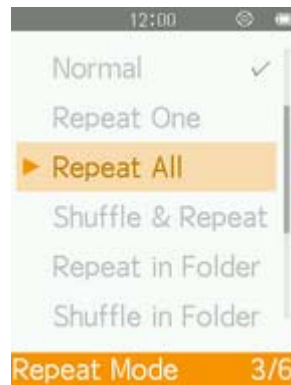 12:00
Normal
Repeat One
Repeat All
Shuffle & Repeat
Repeat in Folder
Shuffle in Folder
Repeat Mode 3/6